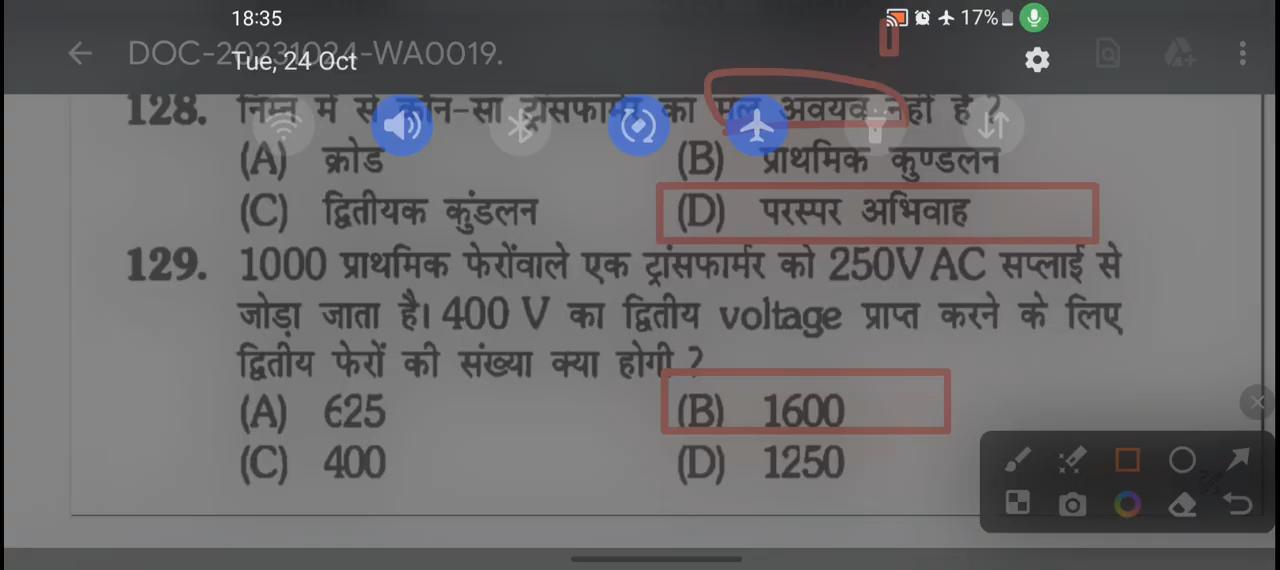 18:35 17%
DOC-20231024-WA0019.
Tue, 24 Oct
128. निम्न में से कौन-सा ट्रांसफार्मर का मूल अवयव नहीं है ?
(A) क्रोड (B) प्राथमिक कुण्डलन
(C) द्वितीयक कुंडलन (D) परस्पर अभिवाह
129. 1000 प्राथमिक फेरोंवाले एक ट्रांसफार्मर को 250V AC सप्लाई से
जोड़ा जाता है। 400 V का द्वितीय voltage प्राप्त करने के लिए
द्वितीय फेरों की संख्या क्या होगी ?
(A) 625 (B) 1600
(C) 400 (D) 1250